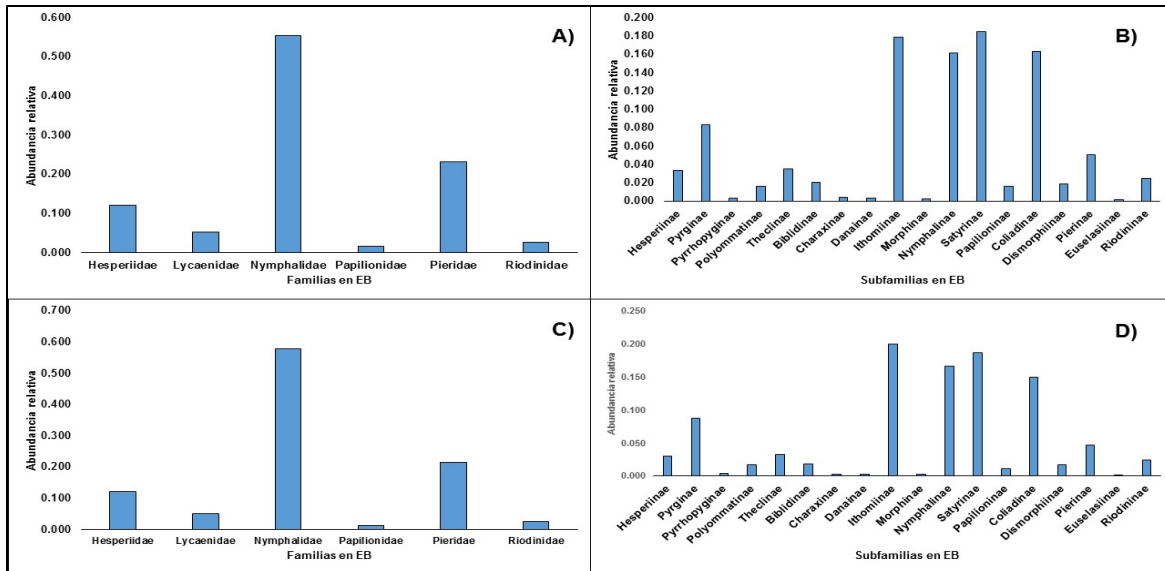 A)
0.600
0.500
0.400
0.300
0.200
0.100
0.000
Abundancia relativa
Hesperiidae Lycaenidae Nymphalidae Papilionidae Pieridae Riodinidae
Familias en EB
B)
0.200
0.180
0.160
0.140
0.120
0.100
0.080
0.060
0.040
0.020
0.000
Abundancia relativa
Hesperiinae
Pyrginae
Pyrrhopyginae
Polyommatinae
Theclinae
Biblidinae
Charaxinae
Danainae
Ithomiinae
Morphinae
Nymphalinae
Satyrinae
Papilioninae
Coliadinae
Dismorphiinae
Pierinae
Euselasiinae
Riodininae
Subfamilias en EB
C)
0.700
0.600
0.500
0.400
0.300
0.200
0.100
0.000
Abundancia relativa
Hesperiidae Lycaenidae Nymphalidae Papilionidae Pieridae Riodinidae
Familias en EB
D)
0.250
0.200
0.150
0.100
0.050
0.000
Abundancia relativa
Hesperiinae
Pyrginae
Pyrrhopyginae
Polyommatinae
Theclinae
Biblidinae
Charaxinae
Danainae
Ithomiinae
Morphinae
Nymphalinae
Satyrinae
Papilioninae
Coliadinae
Dismorphiinae
Pierinae
Euselasiinae
Riodininae
Subfamilias en EB